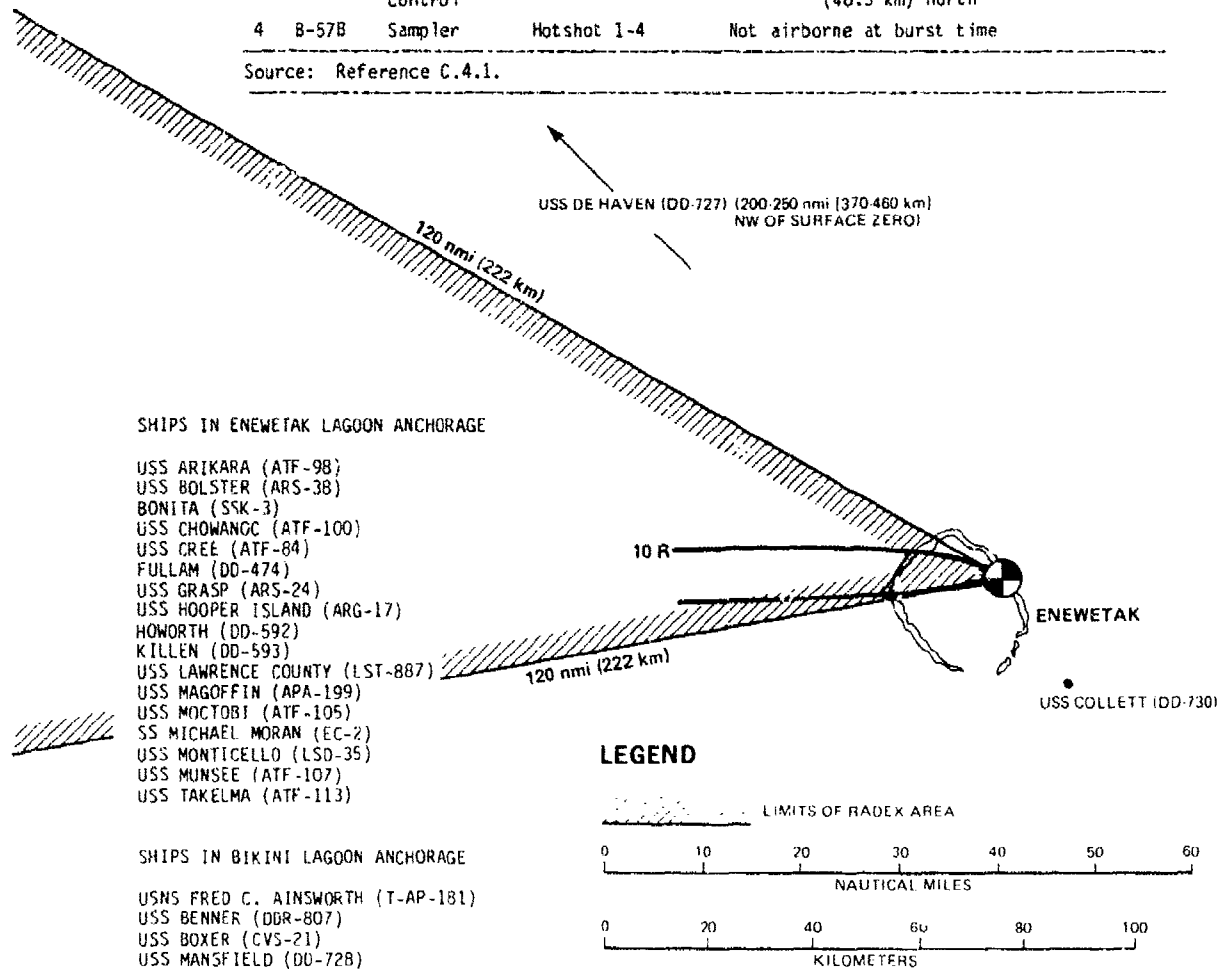 Control (48.3 km) north
4 B-57B Sampler Hotshot 1-4 Not airborne at burst time
Source: Reference C.4.1.
USS DE HAVEN (DD-727) (200-250 nmi [370-460 km]
NW OF SURFACE ZERO)
120 nmi (222 km)
SHIPS IN ENEWETAK LAGOON ANCHORAGE
USS ARIKARA (ATF-98)
USS BOLSTER (ARS-38)
BONITA (SSK-3)
USS CHOWANOC (ATF-100)
USS CREE (ATF-84)
FULLAM (DD-474)
USS GRASP (ARS-24)
USS HOOPER ISLAND (ARG-17)
HOWORTH (DD-592)
KILLEN (DD-593)
USS LAWRENCE COUNTY (LST-887)
USS MAGOFFIN (APA-199)
USS MOCTOBI (ATF-105)
SS MICHAEL MORAN (EC-2)
USS MONTICELLO (LSD-35)
USS MUNSEE (ATF-107)
USS TAKELMA (ATF-113)
10 R
ENEWETAK
120 nmi (222 km)
USS COLLETT (DD-730)
LEGEND
LIMITS OF RADEX AREA
0 10 20 30 40 50 60
NAUTICAL MILES
0 20 40 60 80 100
KILOMETERS
SHIPS IN BIKINI LAGOON ANCHORAGE
USNS FRED C. AINSWORTH (T-AP-181)
USS BENNER (DDR-807)
USS BOXER (CVS-21)
USS MANSFIELD (DD-728)